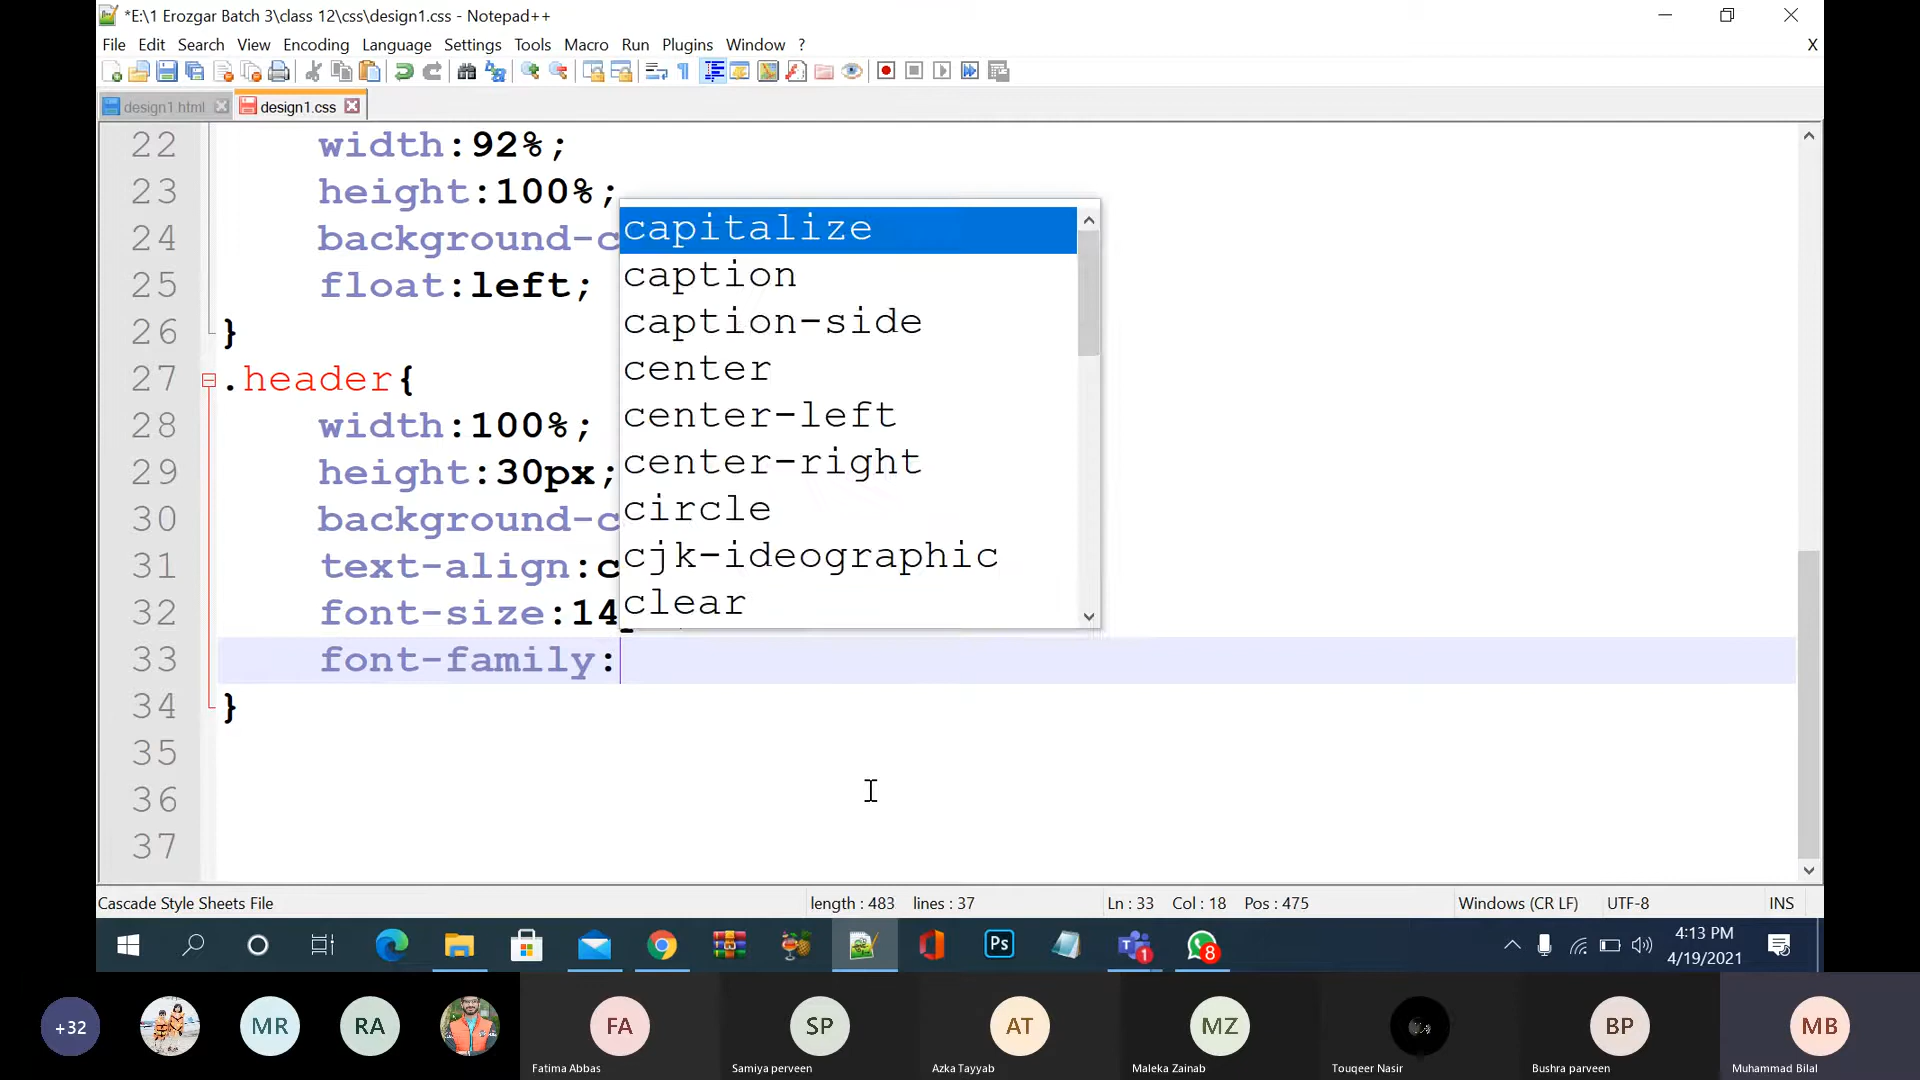 *E:\1 Erozgar Batch 3\class 12\css\design1.css - Notepad++
File Edit Search View Encoding Language Settings Tools Macro Run Plugins Window ? X
design1.html design1.css
22 width:92%;
23 height:100%;
24 background-c
25 float:left;
26 }
27 .header{
28 width:100%;
29 height:30px;
30 background-c
31 text-align:c
32 font-size:14
33 font-family:
34 }
35
36
37
capitalize
caption
caption-side
center
center-left
center-right
circle
cjk-ideographic
clear
Cascade Style Sheets File length : 483 lines : 37 Ln : 33 Col : 18 Pos : 475 Windows (CR LF) UTF-8 INS
Ps 1 8 4:13 PM
4/19/2021
+32 MR RA FA SP AT MZ BP MB
Fatima Abbas Samiya perveen Azka Tayyab Maleka Zainab Touqeer Nasir Bushra parveen Muhammad Bilal